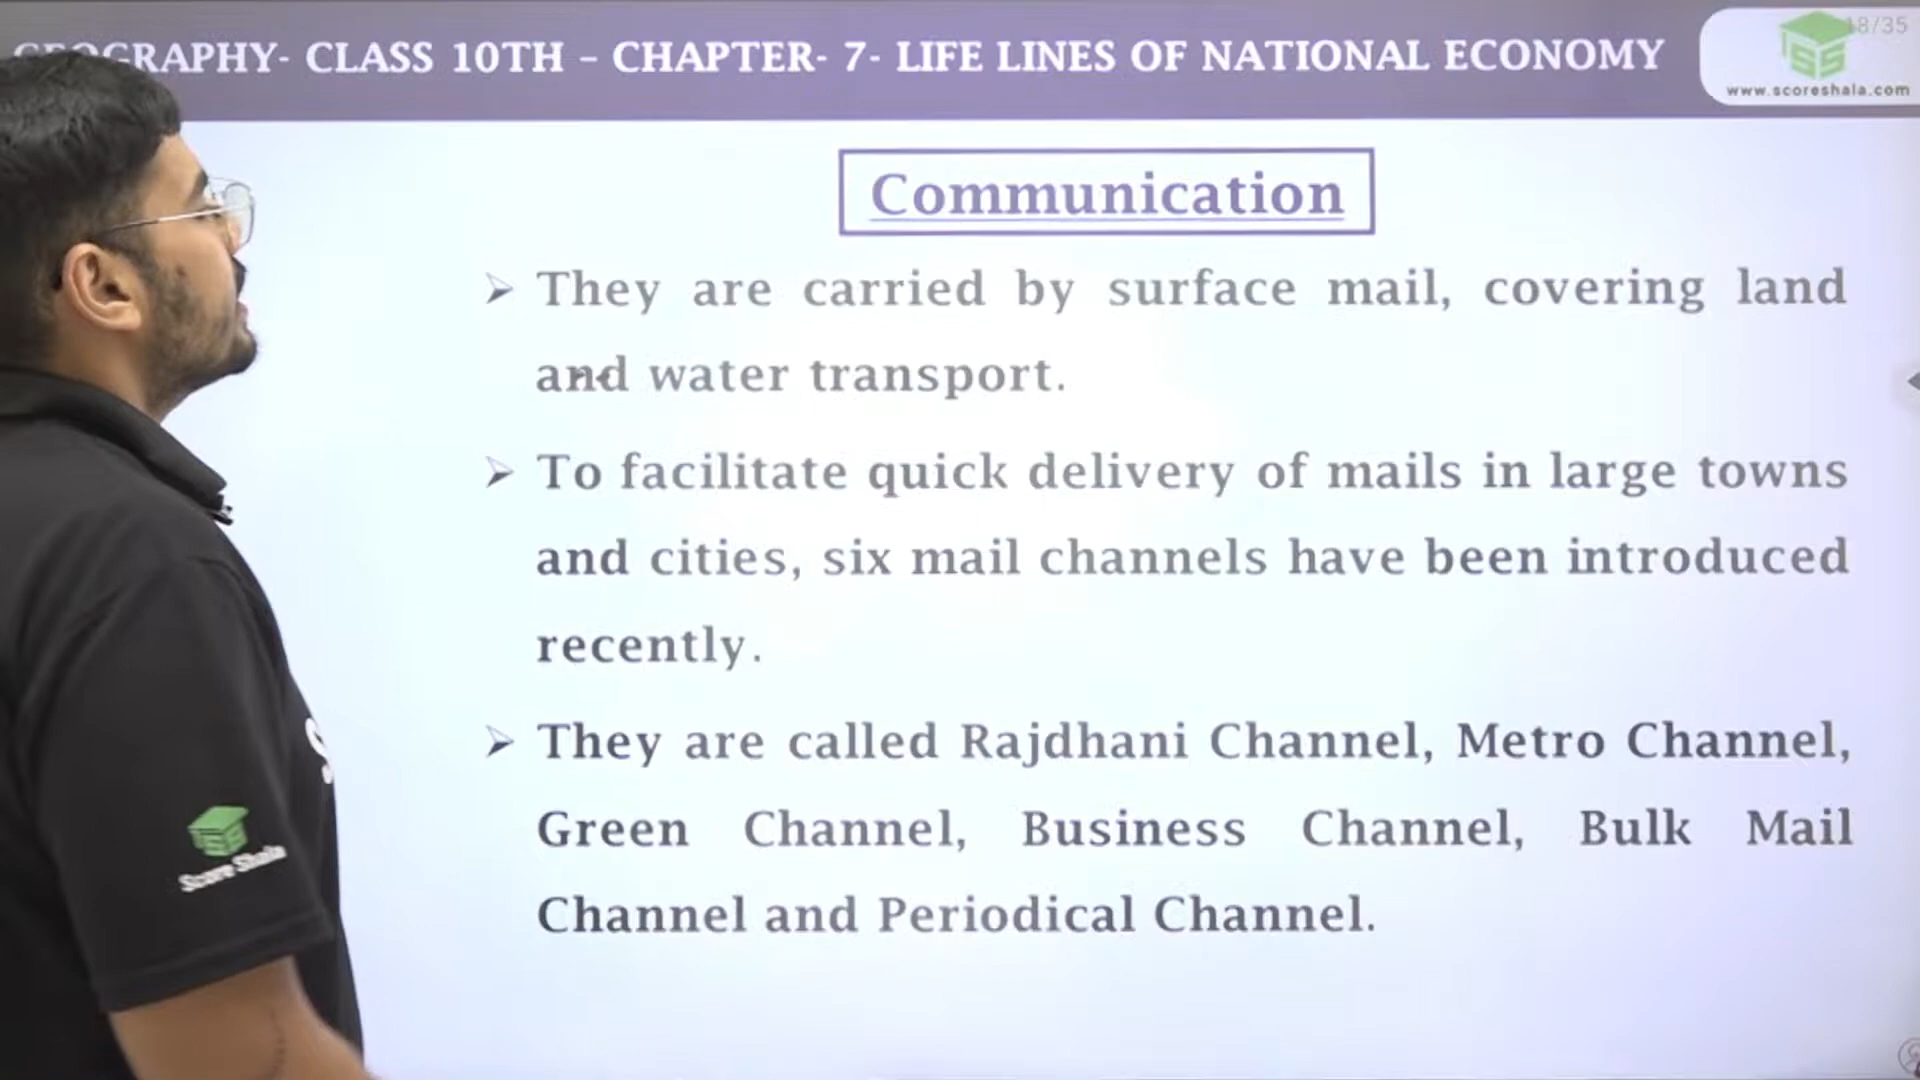 GEOGRAPHY- CLASS 10TH – CHAPTER- 7- LIFE LINES OF NATIONAL ECONOMY
18/35
www.scoreshala.com
Communication
➢ They are carried by surface mail, covering land
and water transport.
➢ To facilitate quick delivery of mails in large towns
and cities, six mail channels have been introduced
recently.
➢ They are called Rajdhani Channel, Metro Channel,
Green Channel, Business Channel, Bulk Mail
Channel and Periodical Channel.
Score Shala